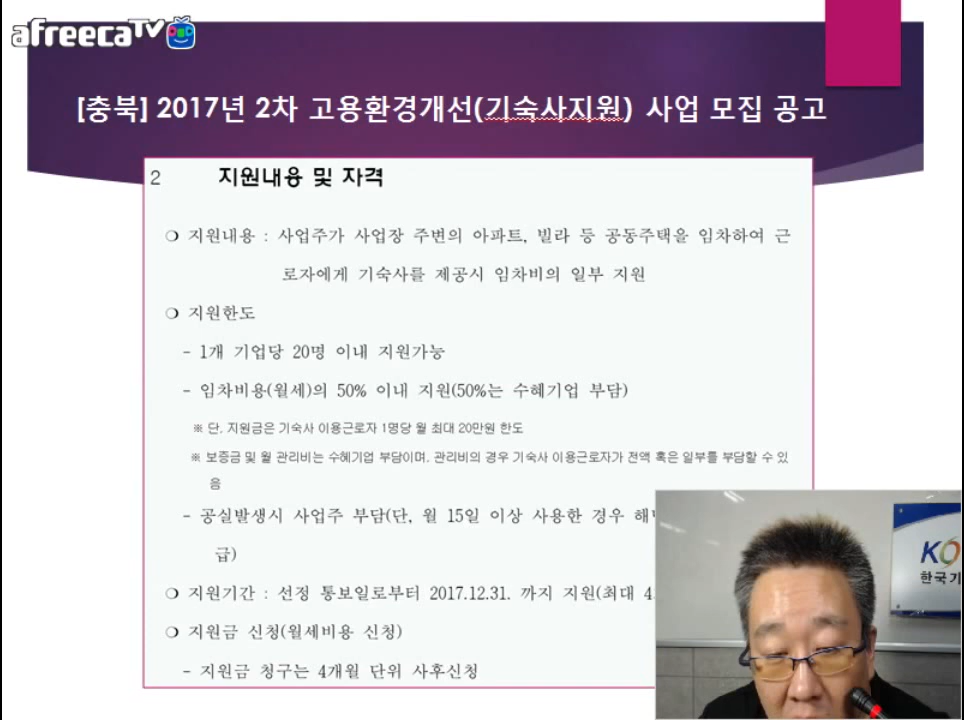 afreecaTV
[충북] 2017년 2차 고용환경개선(기숙사지원) 사업 모집 공고
2 지원내용 및 자격
❍ 지원내용 : 사업주가 사업장 주변의 아파트, 빌라 등 공동주택을 임차하여 근
로자에게 기숙사를 제공시 임차비의 일부 지원
❍ 지원한도
- 1개 기업당 20명 이내 지원가능
- 임차비용(월세)의 50% 이내 지원(50%는 수혜기업 부담)
※ 단, 지원금은 기숙사 이용근로자 1명당 월 최대 20만원 한도
※ 보증금 및 월 관리비는 수혜기업 부담이며, 관리비의 경우 기숙사 이용근로자가 전액 혹은 일부를 부담할 수 있
음
- 공실발생시 사업주 부담(단, 월 15일 이상 사용한 경우
급)
❍ 지원기간 : 선정 통보일로부터 2017.12.31. 까지 지원(최대 4
❍ 지원금 신청(월세비용 신청)
- 지원금 청구는 4개월 단위 사후신청
KO
한국기